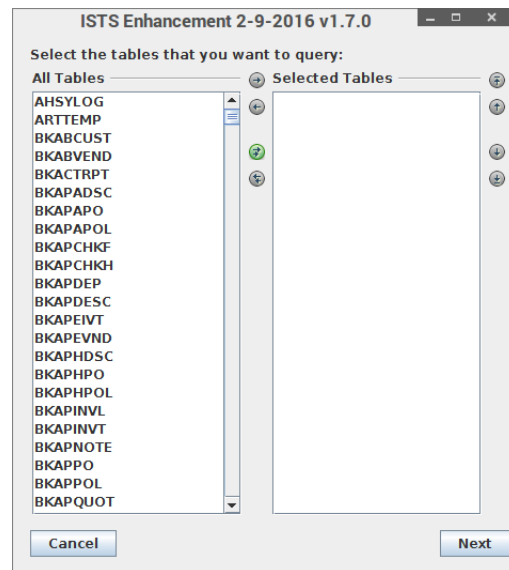 ISTS Enhancement 2-9-2016 v1.7.0
Select the tables that you want to query:
All Tables
Selected Tables
AHSYLOG
ARTTEMP
BKABCUST
BKABVEND
BKACTRPT
BKAPADSC
BKAPAPO
BKAPAPOL
BKAPCHKF
BKAPCHKH
BKAPDEP
BKAPDESC
BKAPEIVT
BKAPEVND
BKAPHDSC
BKAPHPO
BKAPHPOL
BKAPINVL
BKAPINVT
BKAPNOTE
BKAPPO
BKAPPOL
BKAPQUOT
Cancel
Next